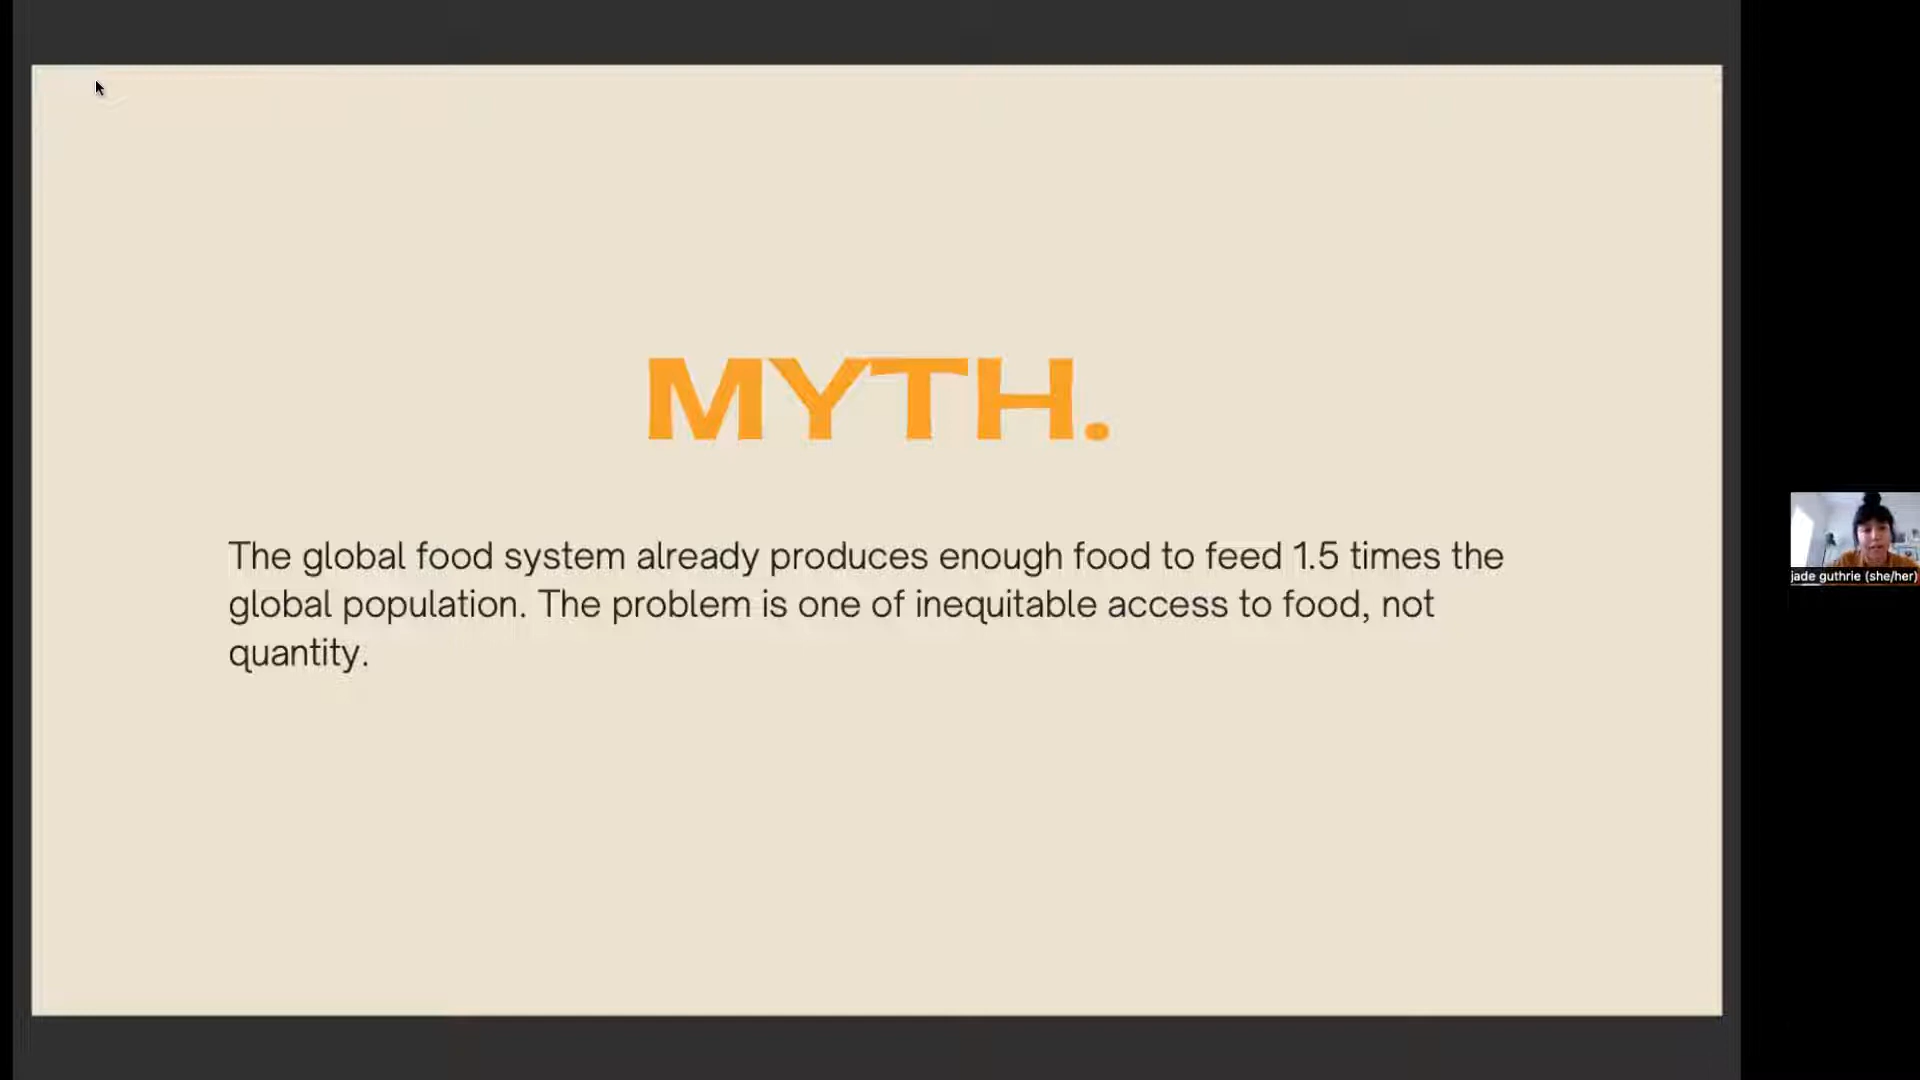 MYTH.
The global food system already produces enough food to feed 1.5 times the
global population. The problem is one of inequitable access to food, not
quantity.
jade guthrie (she/her)